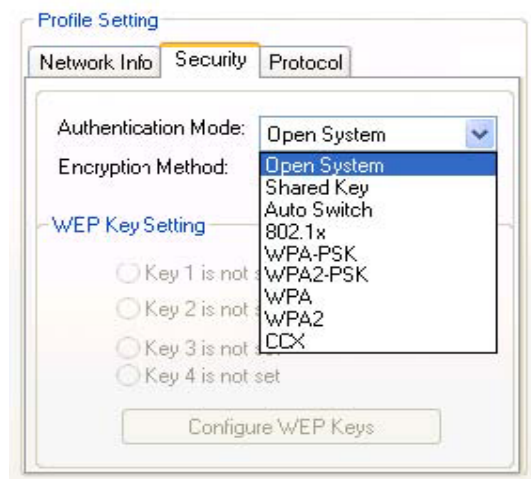 Profile Setting
Network Info Security Protocol
Authentication Mode: Open System
Encryption Method: Open System
Shared Key
Auto Switch
802.1x
WEP Key Setting
WPA-PSK
Key 1 is not
WPA2-PSK
WPA
Key 2 is not
WPA2
Key 3 is not
CCX
Key 4 is not set
Configure WEP Keys